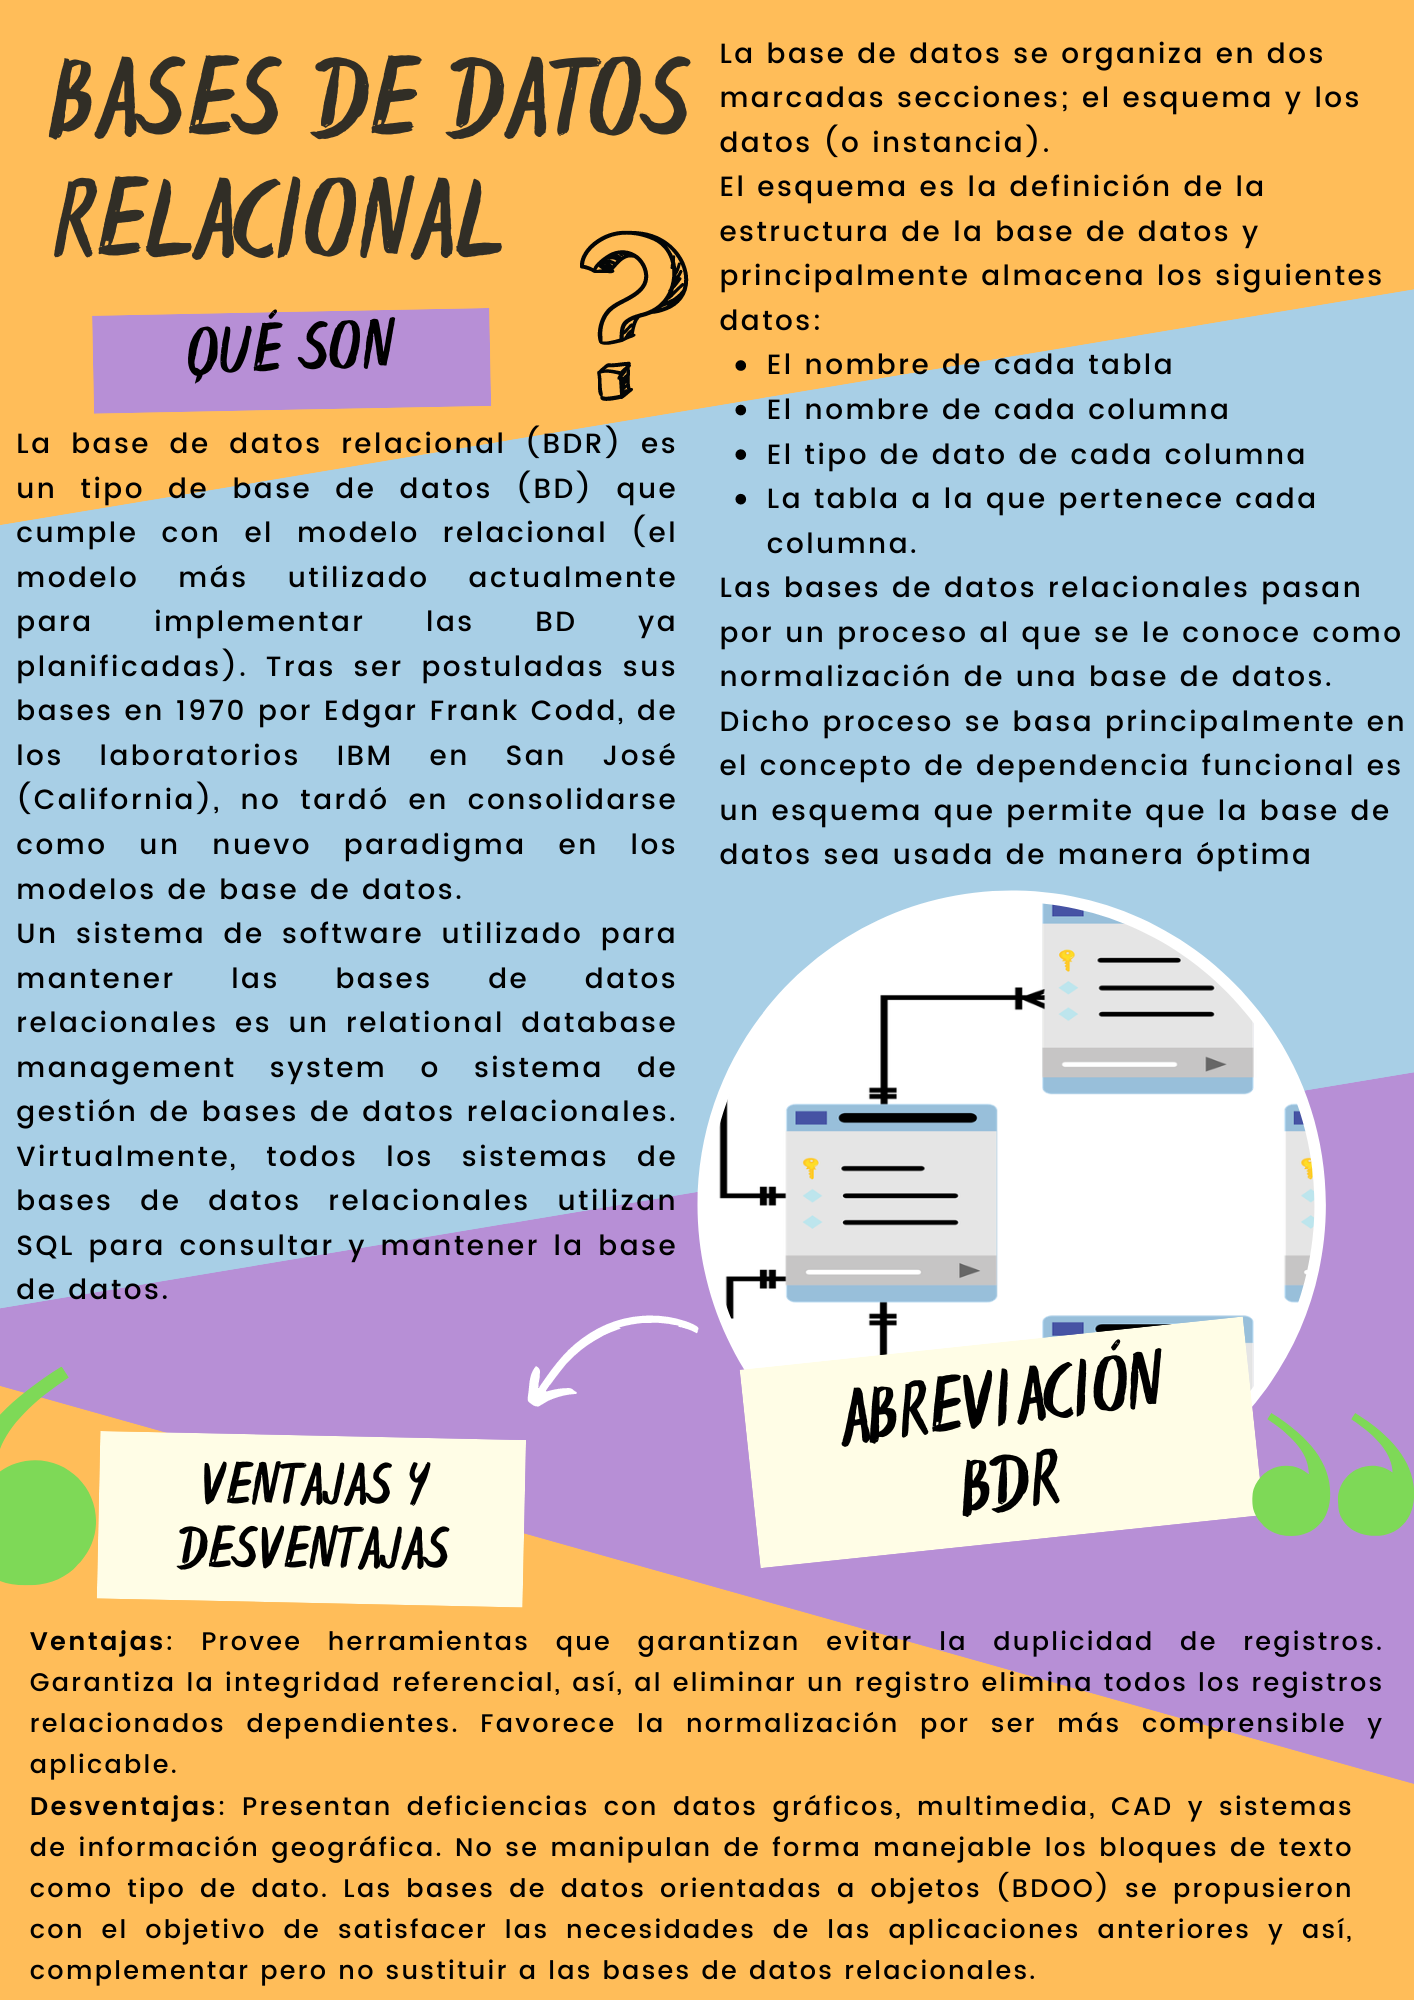 BASES DE DATOS
RELACIONAL
?
QUÉ SON
La base de datos relacional (BDR) es
un tipo de base de datos (BD) que
cumple con el modelo relacional (el
modelo más utilizado actualmente
para implementar las BD ya
planificadas). Tras ser postuladas sus
bases en 1970 por Edgar Frank Codd, de
los laboratorios IBM en San José
(California), no tardó en consolidarse
como un nuevo paradigma en los
modelos de base de datos.
Un sistema de software utilizado para
mantener las bases de datos
relacionales es un relational database
management system o sistema de
gestión de bases de datos relacionales.
Virtualmente, todos los sistemas de
bases de datos relacionales utilizan
SQL para consultar y mantener la base
de datos.
La base de datos se organiza en dos
marcadas secciones; el esquema y los
datos (o instancia).
El esquema es la definición de la
estructura de la base de datos y
principalmente almacena los siguientes
datos:
• El nombre de cada tabla
• El nombre de cada columna
• El tipo de dato de cada columna
• La tabla a la que pertenece cada
columna.
Las bases de datos relacionales pasan
por un proceso al que se le conoce como
normalización de una base de datos.
Dicho proceso se basa principalmente en
el concepto de dependencia funcional es
un esquema que permite que la base de
datos sea usada de manera óptima
ABREVIACIÓN
BDR
VENTAJAS Y
DESVENTAJAS
Ventajas: Provee herramientas que garantizan evitar la duplicidad de registros.
Garantiza la integridad referencial, así, al eliminar un registro elimina todos los registros
relacionados dependientes. Favorece la normalización por ser más comprensible y
aplicable.
Desventajas: Presentan deficiencias con datos gráficos, multimedia, CAD y sistemas
de información geográfica. No se manipulan de forma manejable los bloques de texto
como tipo de dato. Las bases de datos orientadas a objetos (BDOO) se propusieron
con el objetivo de satisfacer las necesidades de las aplicaciones anteriores y así,
complementar pero no sustituir a las bases de datos relacionales.